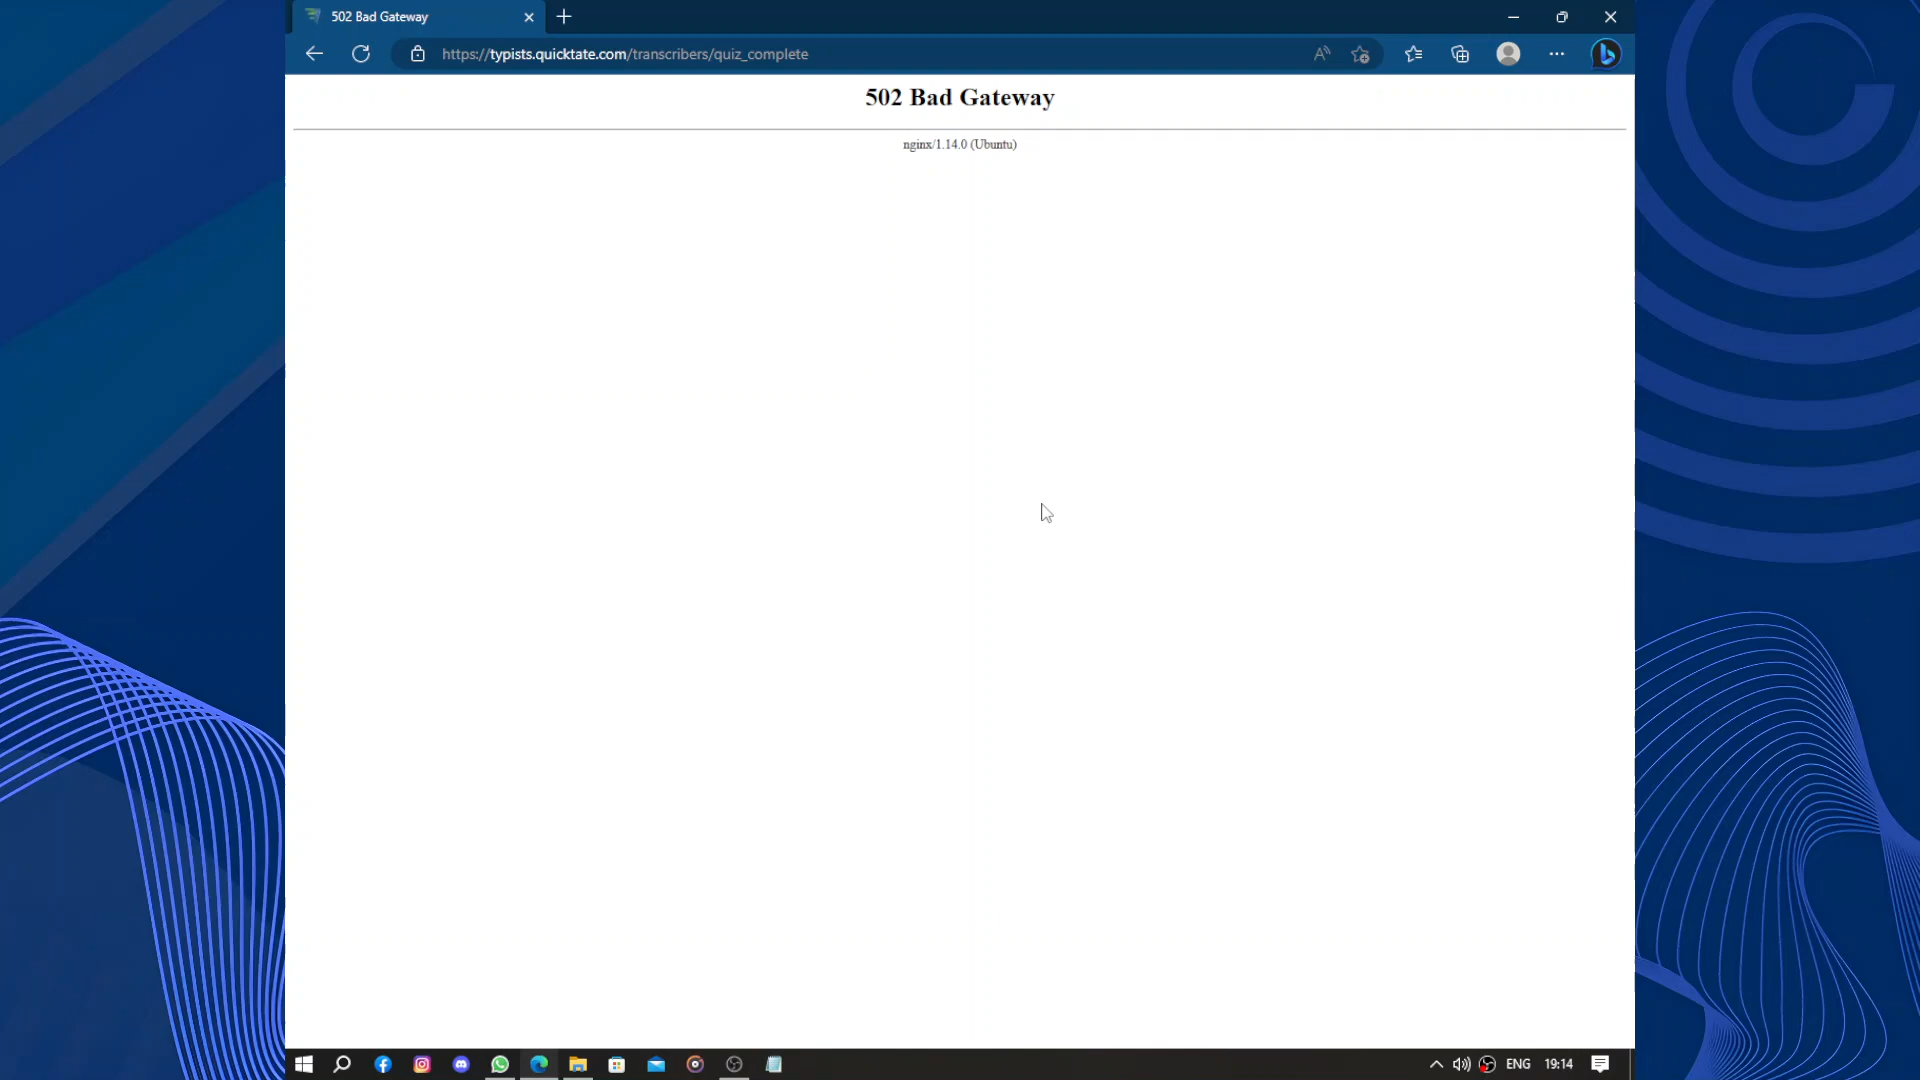 502 Bad Gateway
https://typists.quicktate.com/transcribers/quiz_complete
502 Bad Gateway
nginx/1.14.0 (Ubuntu)
ENG 19:14